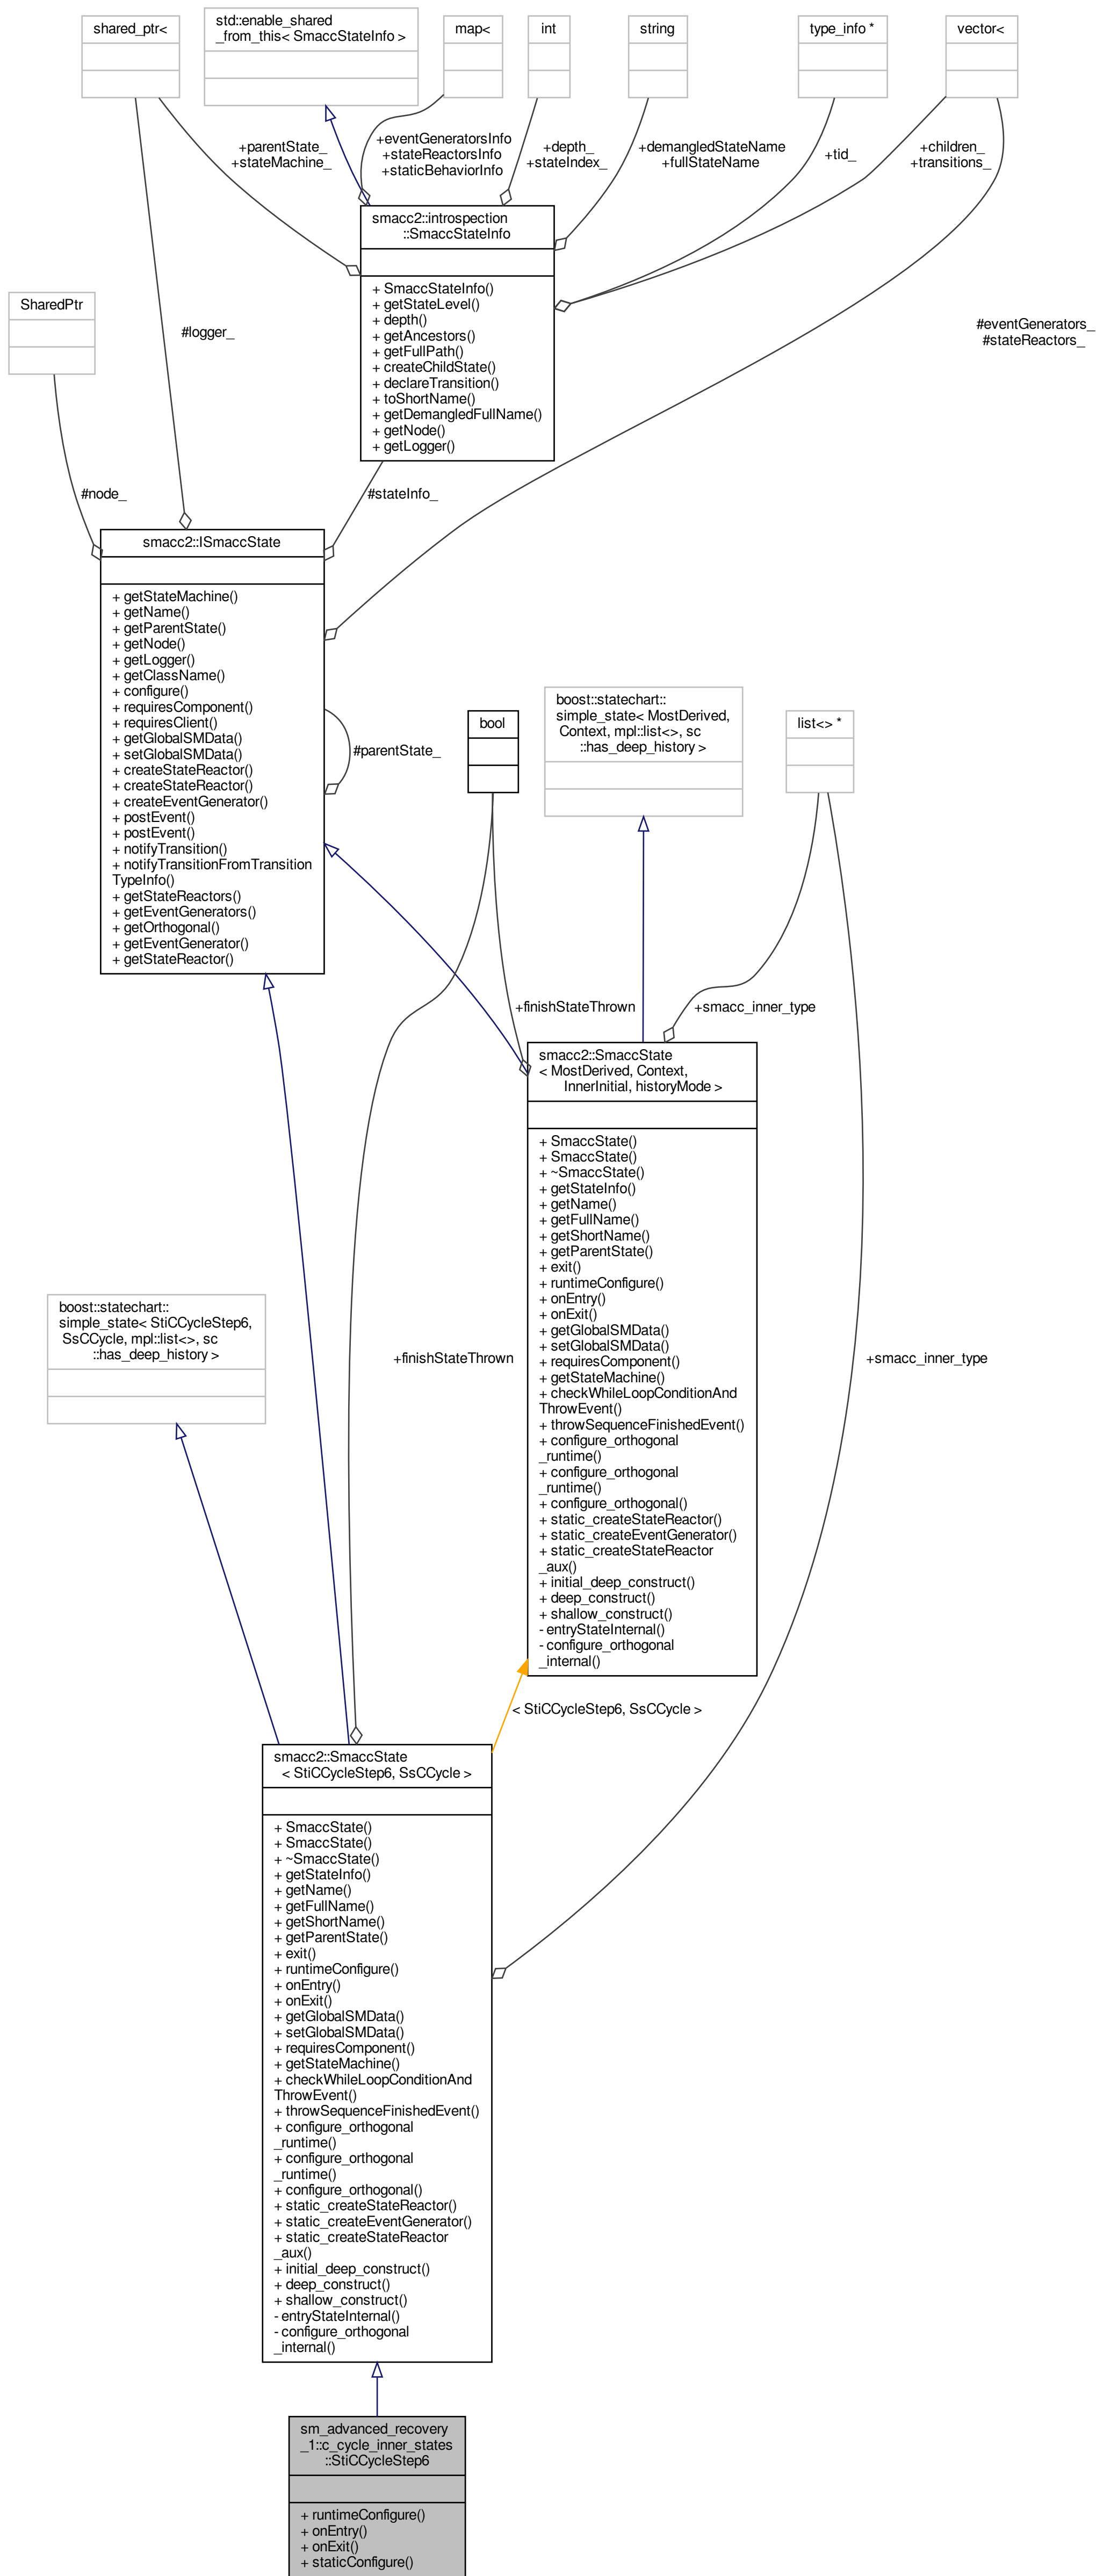 shared_ptr<
std::enable_shared
_from_this< SmaccStateInfo >
map<
int
string
type_info *
vector<
+parentState_
+stateMachine_
+eventGeneratorsInfo
+stateReactorsInfo
+staticBehaviorInfo
+depth_
+stateIndex_
+demangledStateName
+fullStateName
+tid_
+children_
+transitions_
smacc2::introspection
::SmaccStateInfo
+ SmaccStateInfo()
+ getStateLevel()
+ depth()
+ getAncestors()
+ getFullPath()
+ createChildState()
+ declareTransition()
+ toShortName()
+ getDemangledFullName()
+ getNode()
+ getLogger()
SharedPtr
#logger_
#eventGenerators_
#stateReactors_
#node_
#stateInfo_
smacc2::ISmaccState
+ getStateMachine()
+ getName()
+ getParentState()
+ getNode()
+ getLogger()
+ getClassName()
+ configure()
+ requiresComponent()
+ requiresClient()
+ getGlobalSMData()
+ setGlobalSMData()
+ createStateReactor()
+ createStateReactor()
+ createEventGenerator()
+ postEvent()
+ postEvent()
+ notifyTransition()
+ notifyTransitionFromTransition
TypeInfo()
+ getStateReactors()
+ getEventGenerators()
+ getOrthogonal()
+ getEventGenerator()
+ getStateReactor()
#parentState_
bool
boost::statechart::
simple_state< MostDerived,
Context, mpl::list<>, sc
::has_deep_history >
list<> *
+finishStateThrown
+smacc_inner_type
smacc2::SmaccState
< MostDerived, Context,
InnerInitial, historyMode >
+ SmaccState()
+ SmaccState()
+ ~SmaccState()
+ getStateInfo()
+ getName()
+ getFullName()
+ getShortName()
+ getParentState()
+ exit()
+ runtimeConfigure()
+ onEntry()
+ onExit()
+ getGlobalSMData()
+ setGlobalSMData()
+ requiresComponent()
+ getStateMachine()
+ checkWhileLoopConditionAnd
ThrowEvent()
+ throwSequenceFinishedEvent()
+ configure_orthogonal
_runtime()
+ configure_orthogonal
_runtime()
+ configure_orthogonal()
+ static_createStateReactor()
+ static_createEventGenerator()
+ static_createStateReactor
_aux()
+ initial_deep_construct()
+ deep_construct()
+ shallow_construct()
- entryStateInternal()
- configure_orthogonal
_internal()
boost::statechart::
simple_state< StiCCycleStep6,
SsCCycle, mpl::list<>, sc
::has_deep_history >
+finishStateThrown
+smacc_inner_type
< StiCCycleStep6, SsCCycle >
smacc2::SmaccState
< StiCCycleStep6, SsCCycle >
+ SmaccState()
+ SmaccState()
+ ~SmaccState()
+ getStateInfo()
+ getName()
+ getFullName()
+ getShortName()
+ getParentState()
+ exit()
+ runtimeConfigure()
+ onEntry()
+ onExit()
+ getGlobalSMData()
+ setGlobalSMData()
+ requiresComponent()
+ getStateMachine()
+ checkWhileLoopConditionAnd
ThrowEvent()
+ throwSequenceFinishedEvent()
+ configure_orthogonal
_runtime()
+ configure_orthogonal
_runtime()
+ configure_orthogonal()
+ static_createStateReactor()
+ static_createEventGenerator()
+ static_createStateReactor
_aux()
+ initial_deep_construct()
+ deep_construct()
+ shallow_construct()
- entryStateInternal()
- configure_orthogonal
_internal()
sm_advanced_recovery
_1::c_cycle_inner_states
::StiCCycleStep6
+ runtimeConfigure()
+ onEntry()
+ onExit()
+ staticConfigure()